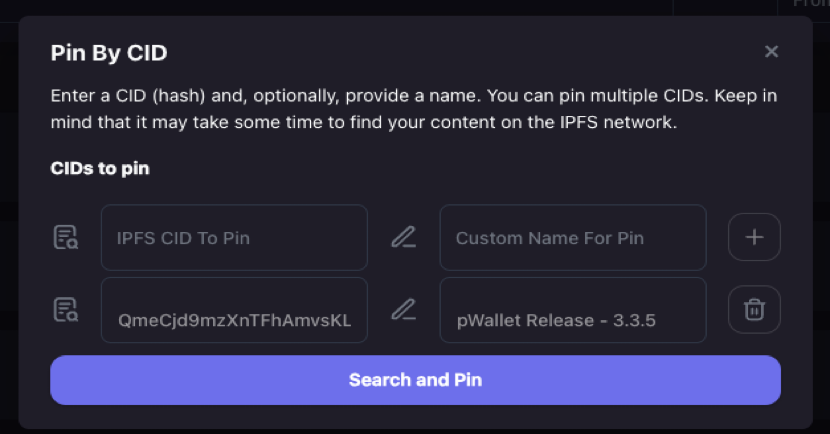 Pin By CID
Enter a CID (hash) and, optionally, provide a name. You can pin multiple CIDs. Keep in
mind that it may take some time to find your content on the IPFS network.
CIDs to pin
IPFS CID To Pin
Custom Name For Pin
QmeCjd9mzXnTFhAmvsKL
pWallet Release - 3.3.5
Search and Pin